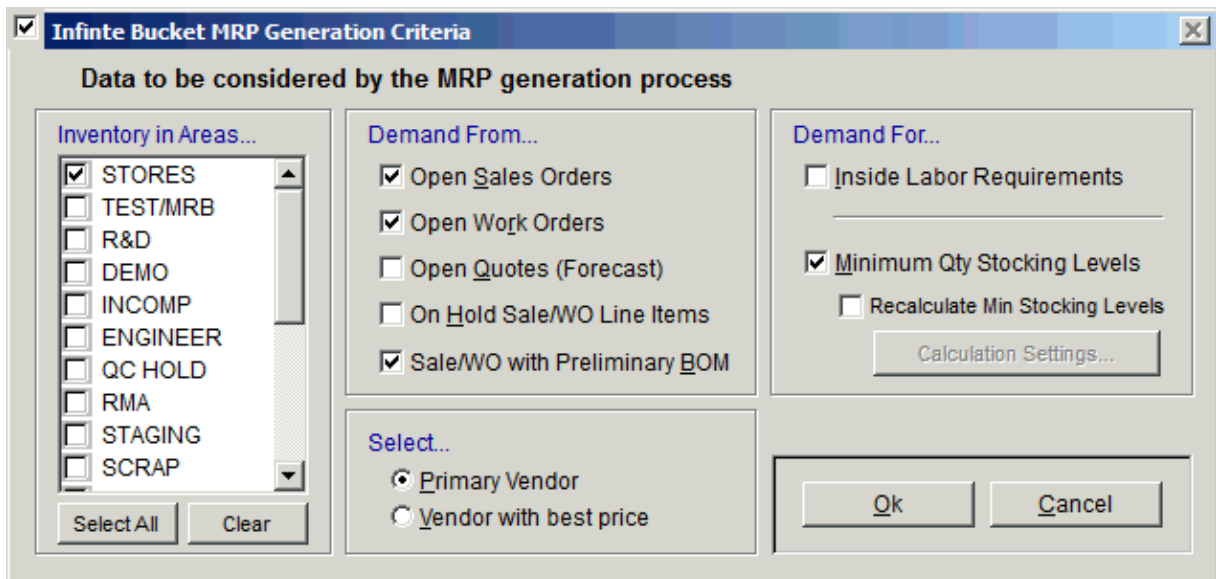 Infinte Bucket MRP Generation Criteria
Data to be considered by the MRP generation process
Inventory in Areas...
STORES
TEST/MRB
R&D
DEMO
INCOMP
ENGINEER
QC HOLD
RMA
STAGING
SCRAP
Select All
Clear
Demand From...
Open Sales Orders
Open Work Orders
Open Quotes (Forecast)
On Hold Sale/WO Line Items
Sale/WO with Preliminary BOM
Select...
Primary Vendor
Vendor with best price
Demand For...
Inside Labor Requirements
Minimum Qty Stocking Levels
Recalculate Min Stocking Levels
Calculation Settings...
Ok
Cancel